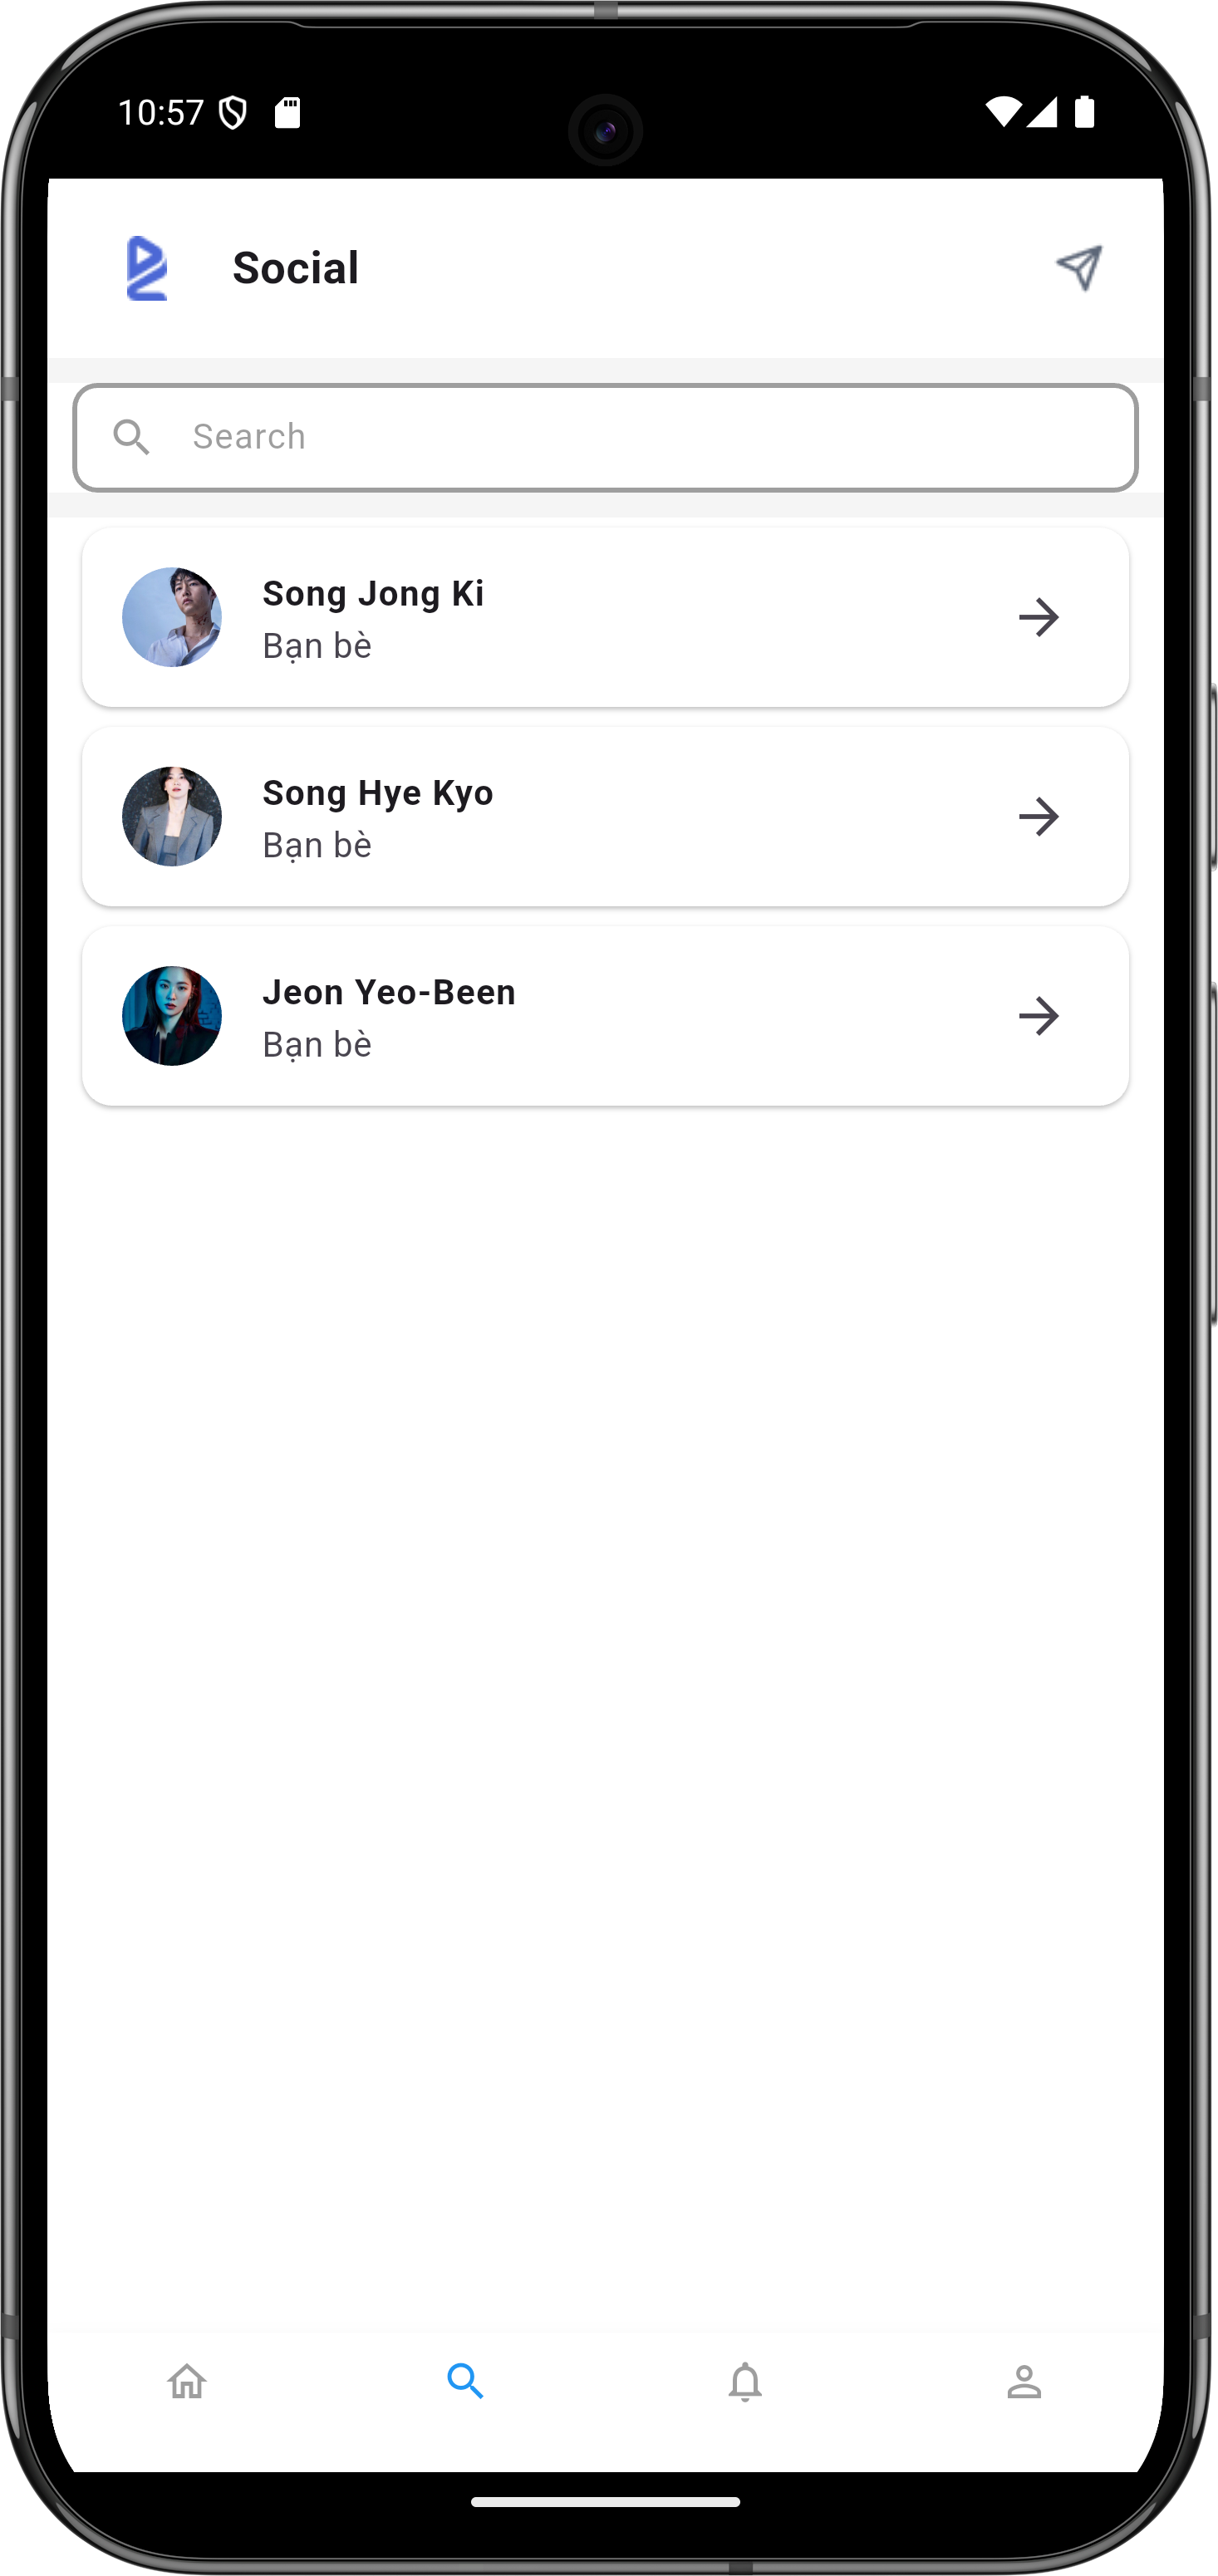 10:57
Social
Search
Song Jong Ki
Bạn bè
Song Hye Kyo
Bạn bè
Jeon Yeo-Been
Bạn bè